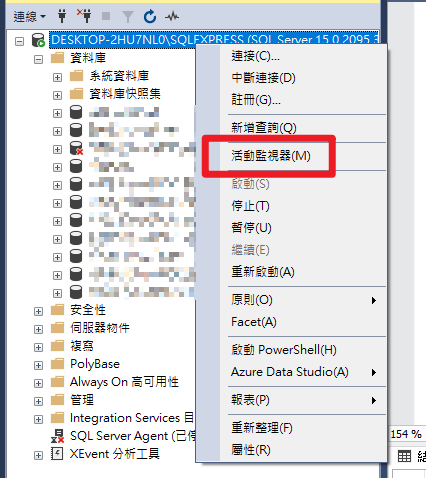 連線
DESKTOP-2HU7NL0\SQLEXPRESS (SQL Server 15.0.2095.3
資料庫
系統資料庫
資料庫快照集
安全性
伺服器物件
複寫
PolyBase
Always On 高可用性
管理
Integration Services 目
SQL Server Agent (已停
XEvent 分析工具
連接(C)...
中斷連接(D)
註冊(G)...
新增查詢(Q)
活動監視器(M)
啟動(S)
停止(T)
暫停(U)
繼續(E)
重新啟動(A)
原則(O)
Facet(A)
啟動 PowerShell(H)
Azure Data Studio(A)
報表(P)
重新整理(F)
屬性(R)
154 %
結